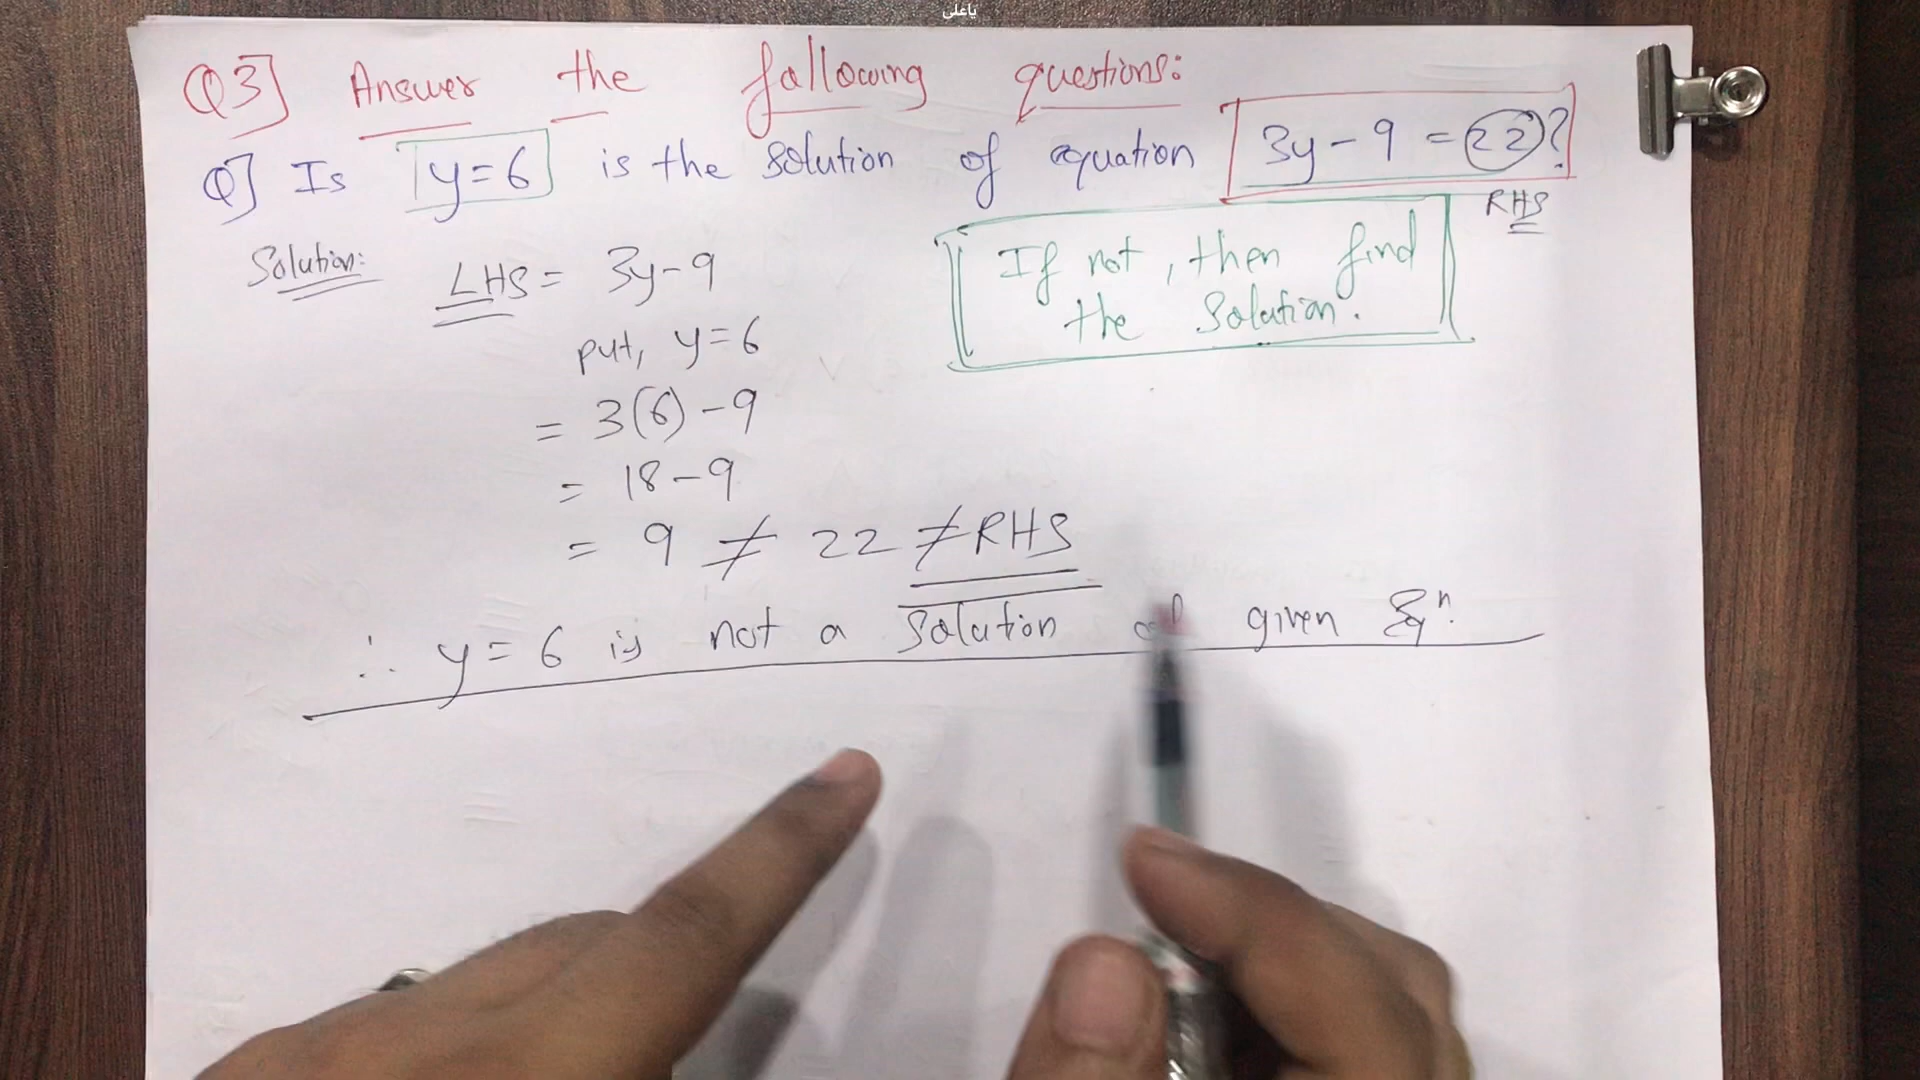 ياعلى
Q3] Answer the following questions:
Q] Is y=6 is the solution of equation 3y-9=22?
RHS
If not, then find
the solution.
Solution: LHS = 3y-9
put, y=6
= 3(6)-9
= 18-9
= 9 ≠ 22 ≠ RHS
∴ y=6 is not a solution of given Eqⁿ.